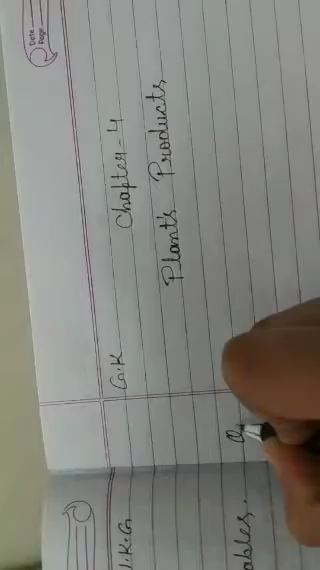 Date
Page
G.K
Chapter-4
Plant's Products
Q
J.K.G
ables.